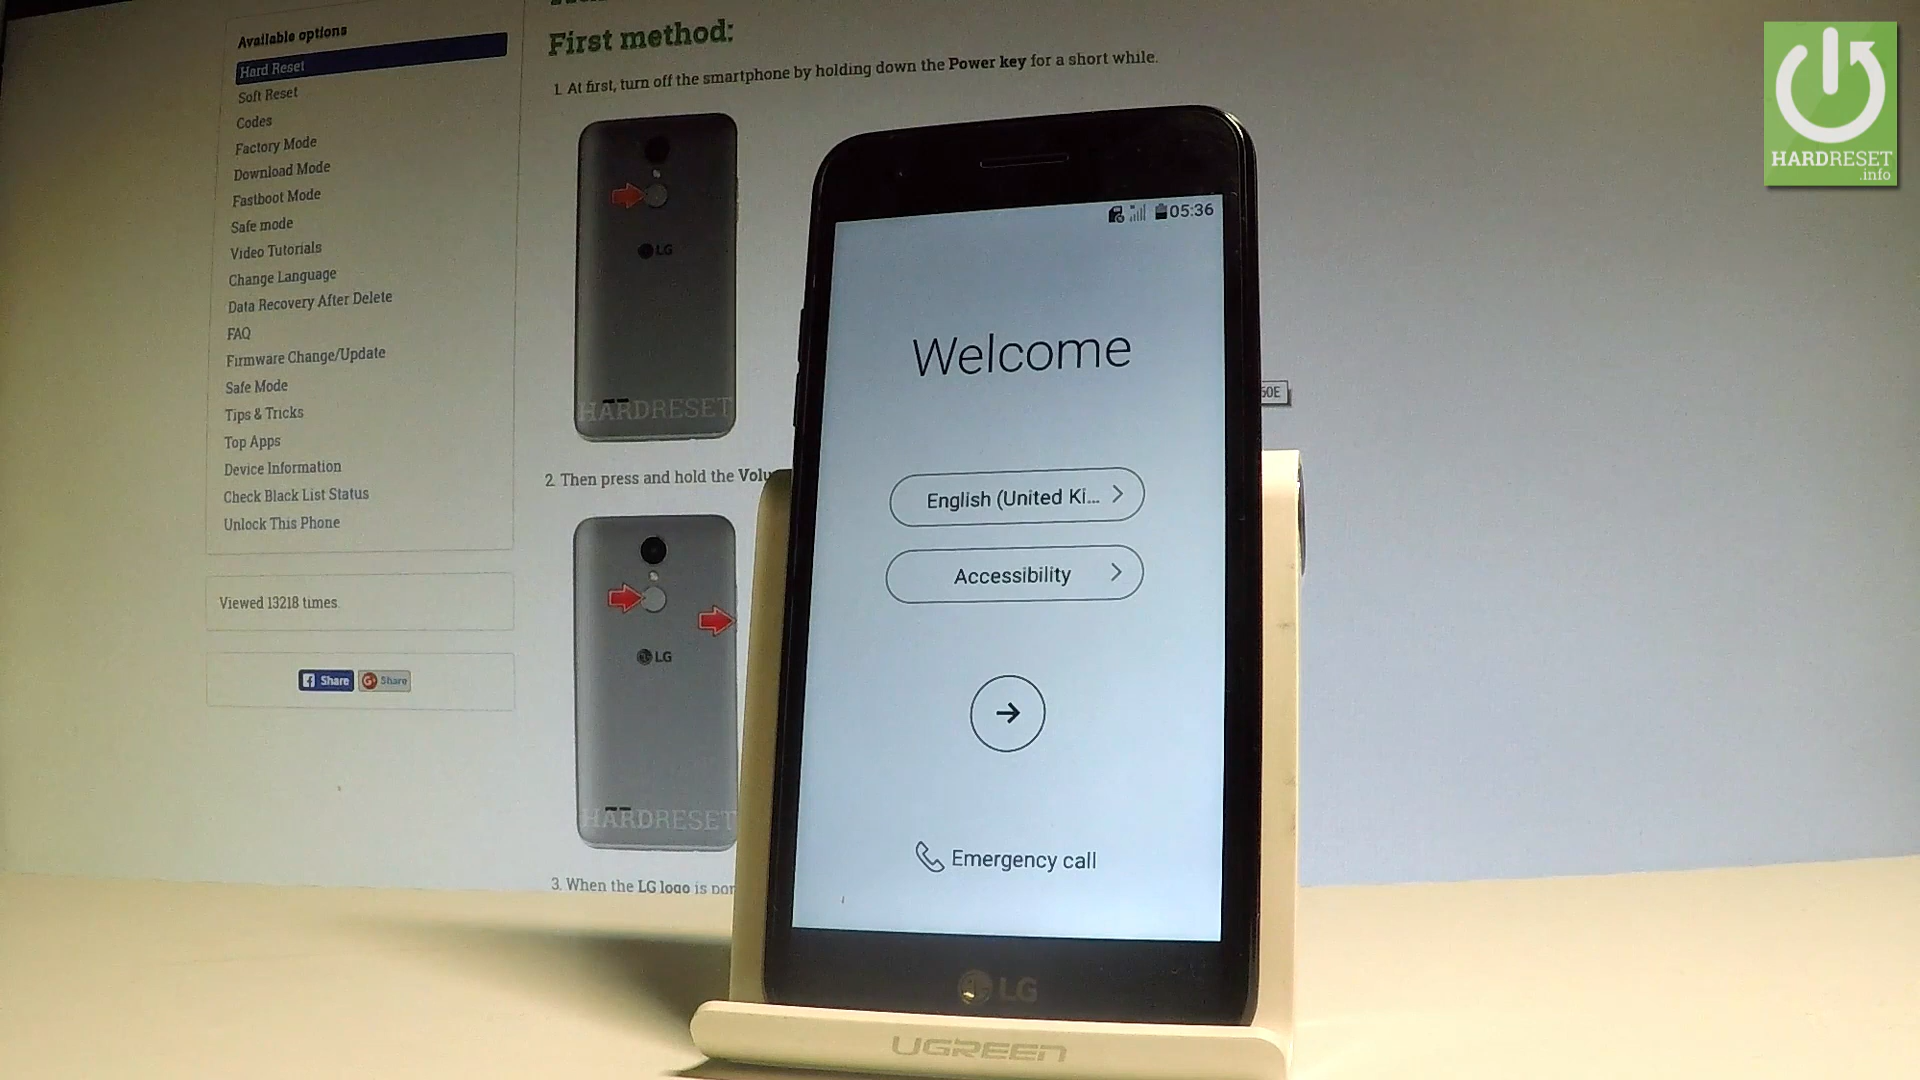 Available options
Hard Reset
Soft Reset
Codes
Factory Mode
Download Mode
Fastboot Mode
Safe mode
Video Tutorials
Change Language
Data Recovery After Delete
FAQ
Firmware Change/Update
Safe Mode
Tips & Tricks
Top Apps
Device Information
Check Black List Status
Unlock This Phone
Viewed 13218 times.
Share
Share
First method:
1. At first, turn off the smartphone by holding down the Power key for a short while.
LG
HARDRESET
2. Then press and hold the Volu
LG
HARDRESET
3. When the LG logo is
50E
05:36
Welcome
English (United Ki...
Accessibility
Emergency call
LG
UGREEN
HARDRESET
.info